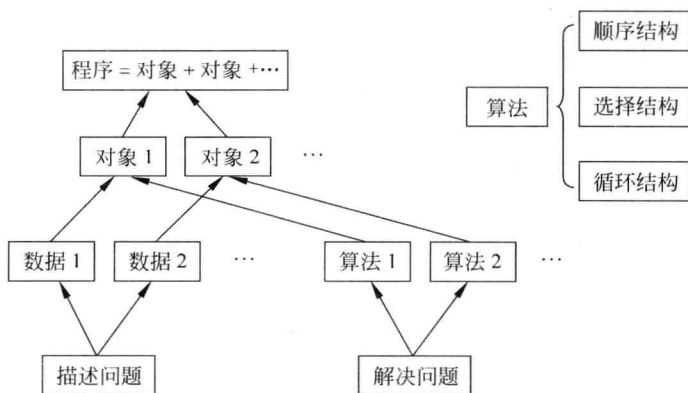 程序 = 对象 + 对象 +…
顺序结构
算法
选择结构
循环结构
对象 1
对象 2
…
数据 1
数据 2
…
算法 1
算法 2
…
描述问题
解决问题